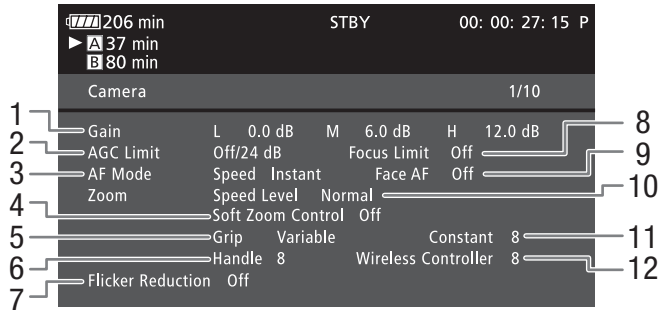 206 min STBY 00: 00: 27: 15 P
A 37 min
B 80 min
Camera 1/10
1 Gain L 0.0 dB M 6.0 dB H 12.0 dB
2 AGC Limit Off/24 dB Focus Limit Off 8
3 AF Mode Speed Instant Face AF Off 9
Zoom Speed Level Normal 10
4 Soft Zoom Control Off
5 Grip Variable Constant 8 11
6 Handle 8 Wireless Controller 8 12
7 Flicker Reduction Off